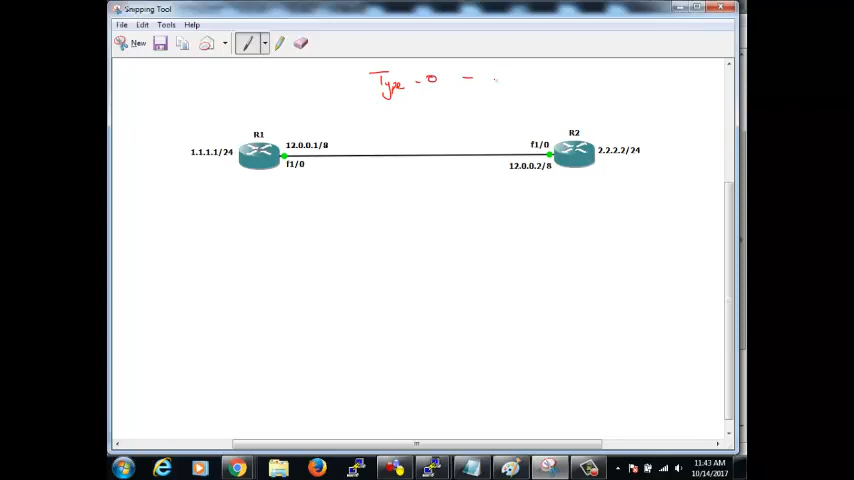 Snipping Tool
File Edit Tools Help
New
Type - 0 -
R1
R2
1.1.1.1/24
12.0.0.1/8
f1/0
f1/0
12.0.0.2/8
2.2.2.2/24
11:43 AM
10/14/2017